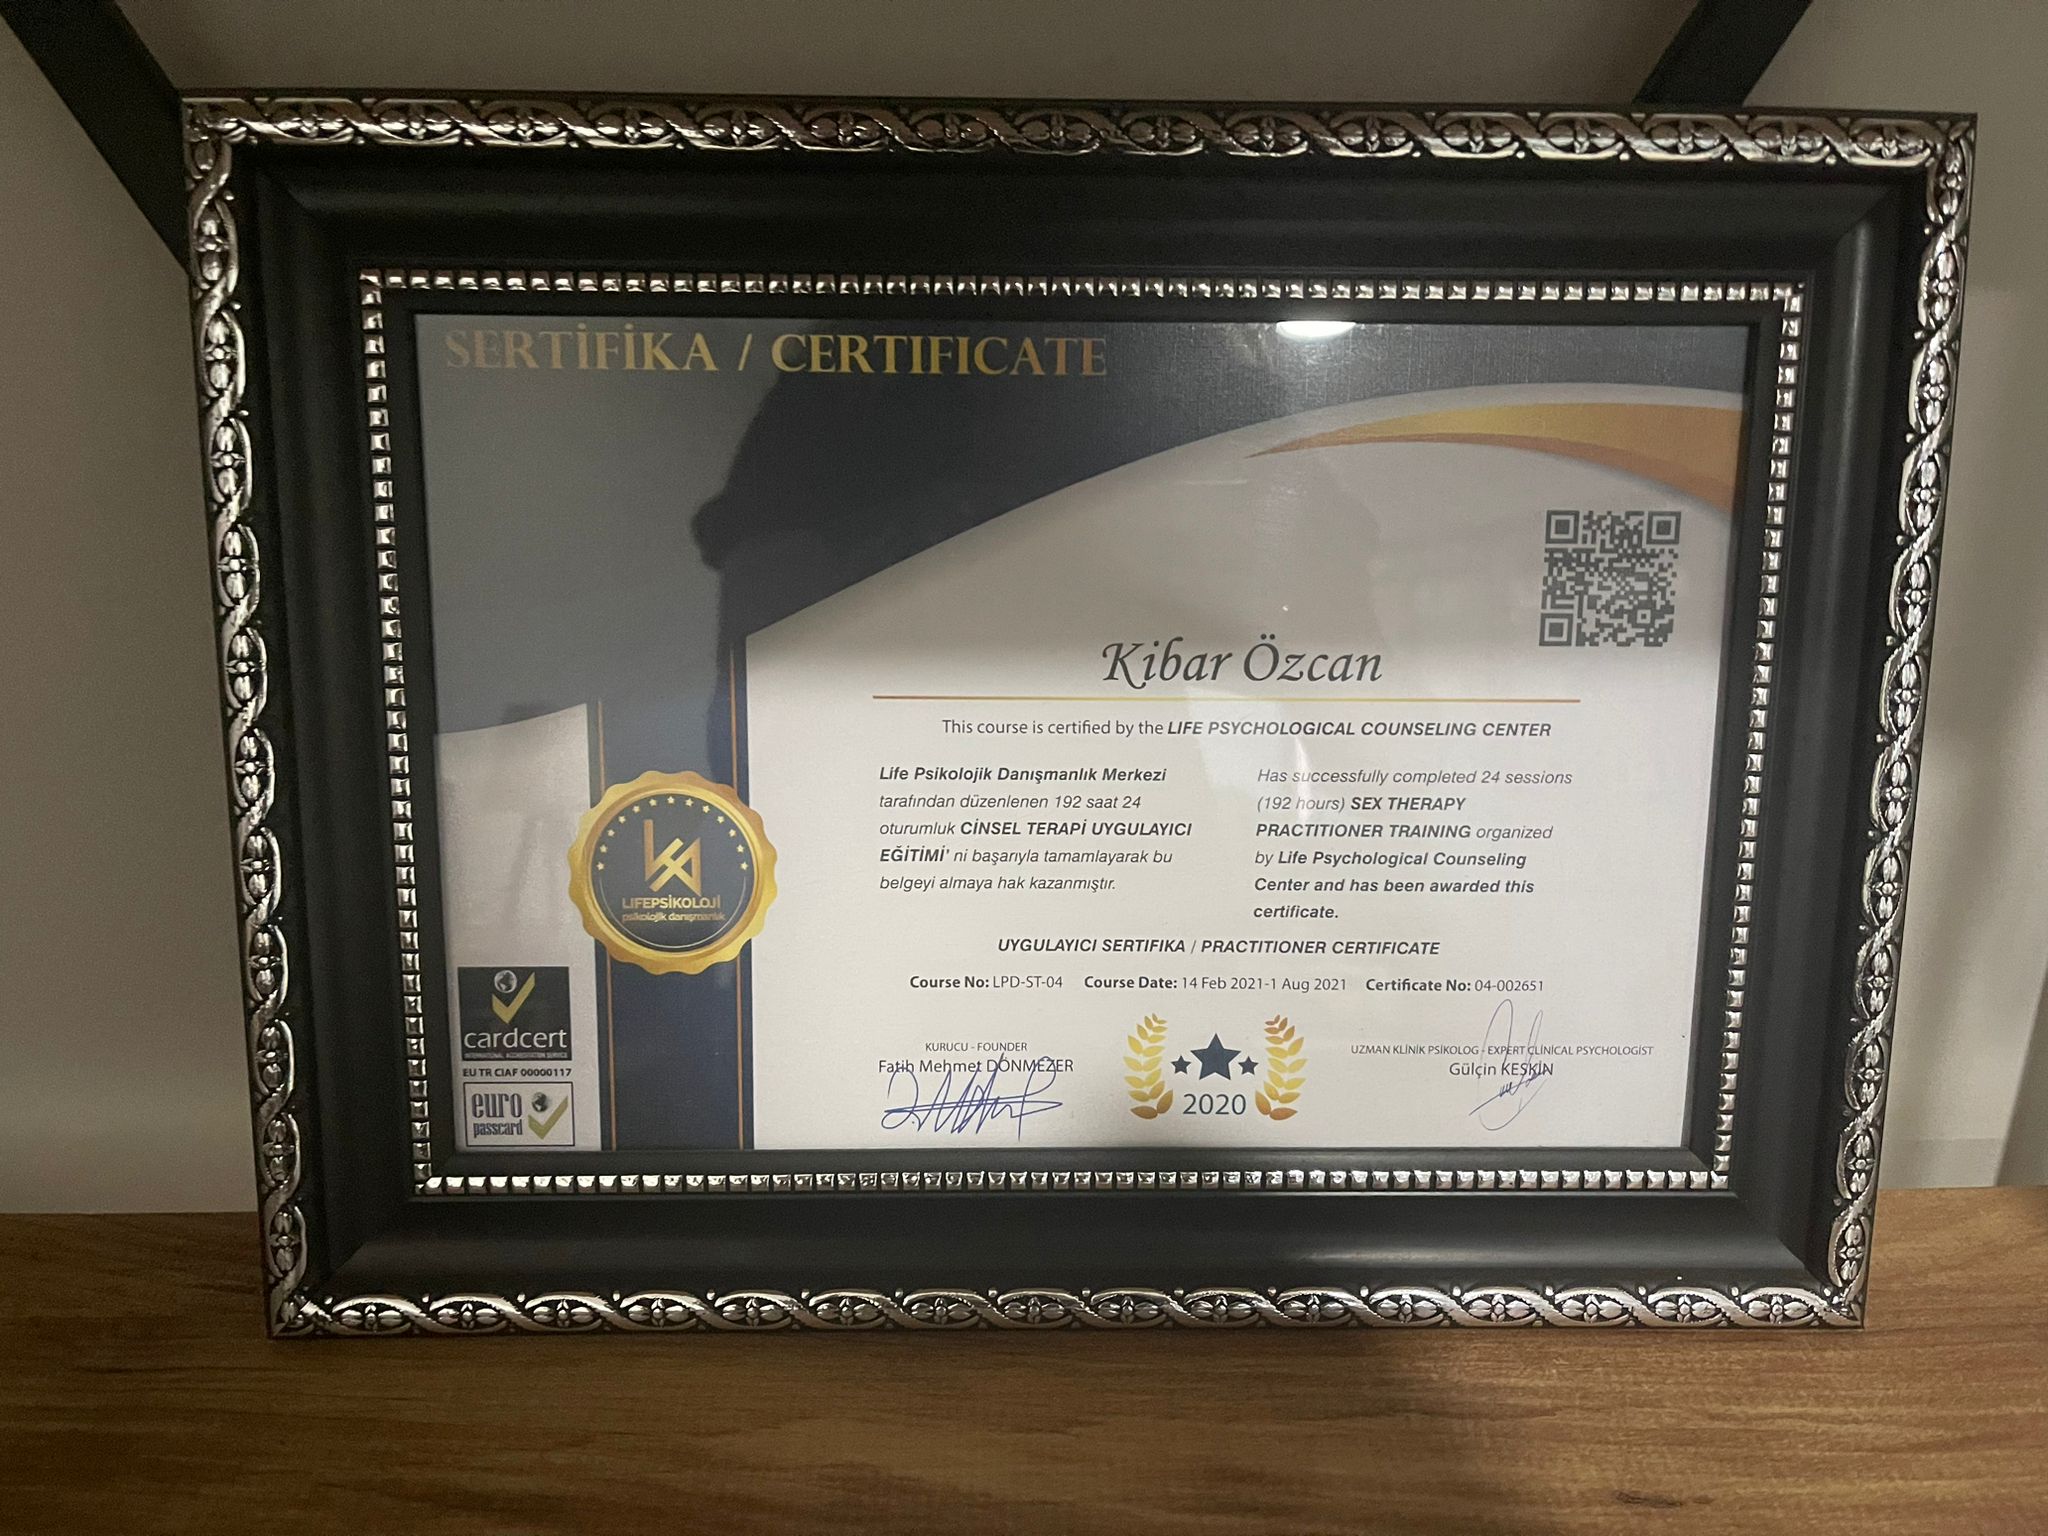 SERTİFİKA / CERTIFICATE
Kibar Özcan
This course is certified by the LIFE PSYCHOLOGICAL COUNSELING CENTER
Life Psikolojik Danışmanlık Merkezi
tarafından düzenlenen 192 saat 24
oturumluk CİNSEL TERAPİ UYGULAYICI
EĞİTİMİ' ni başarıyla tamamlayarak bu
belgeyi almaya hak kazanmıştır.
Has successfully completed 24 sessions
(192 hours) SEX THERAPY
PRACTITIONER TRAINING organized
by Life Psychological Counseling
Center and has been awarded this
certificate.
UYGULAYICI SERTIFIKA / PRACTITIONER CERTIFICATE
Course No: LPD-ST-04 Course Date: 14 Feb 2021-1 Aug 2021 Certificate No: 04-002651
LIFEPSİKOLOJİ
psikolojik danışmanlık
cardcert
INTERNATIONAL ACCREDITATION SERVICE
EU TR CIAF 00000117
euro
passcard
KURUCU - FOUNDER
Fatih Mehmet DÖNMEZER
2020
UZMAN KLİNİK PSİKOLOG - EXPERT CLINICAL PSYCHOLOGIST
Gülçin KESKİN